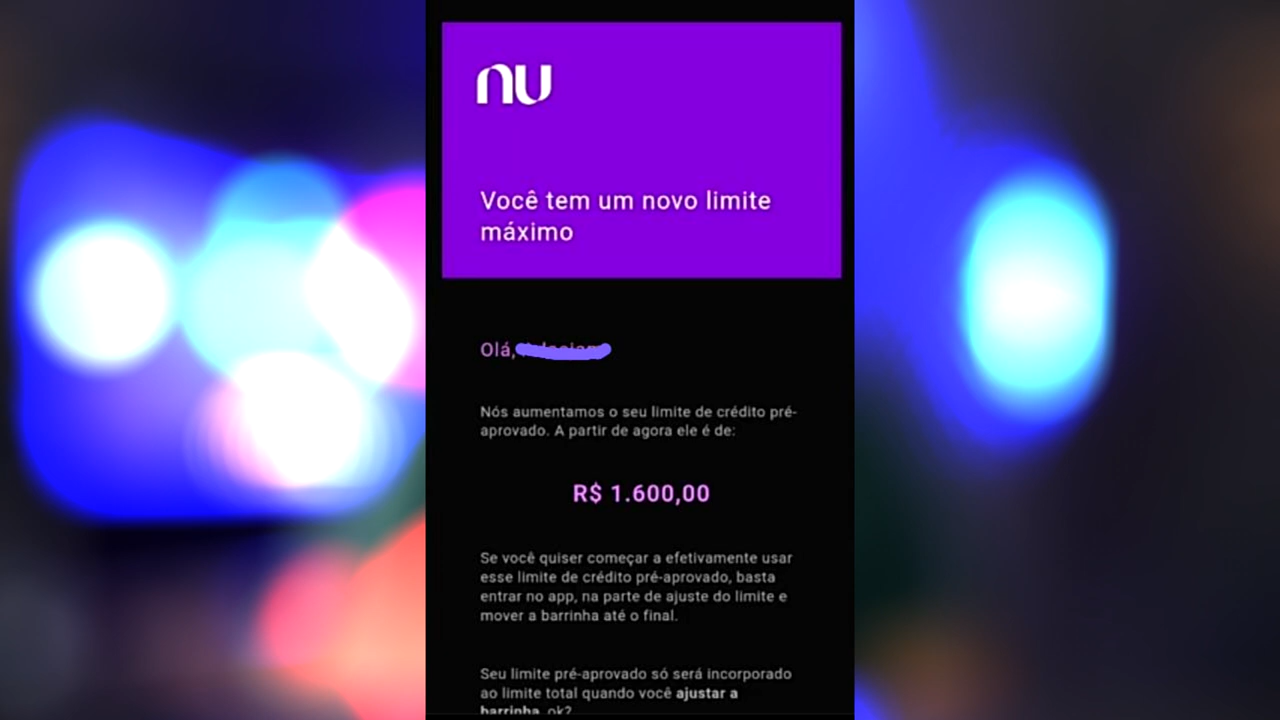 nu
Você tem um novo limite
máximo
Olá,
Nós aumentamos o seu limite de crédito pré-
aprovado. A partir de agora ele é de:
R$ 1.600,00
Se você quiser começar a efetivamente usar
esse limite de crédito pré-aprovado, basta
entrar no app, na parte de ajuste do limite e
mover a barrinha até o final.
Seu limite pré-aprovado só será incorporado
ao limite total quando você ajustar a
barrinha, ok?